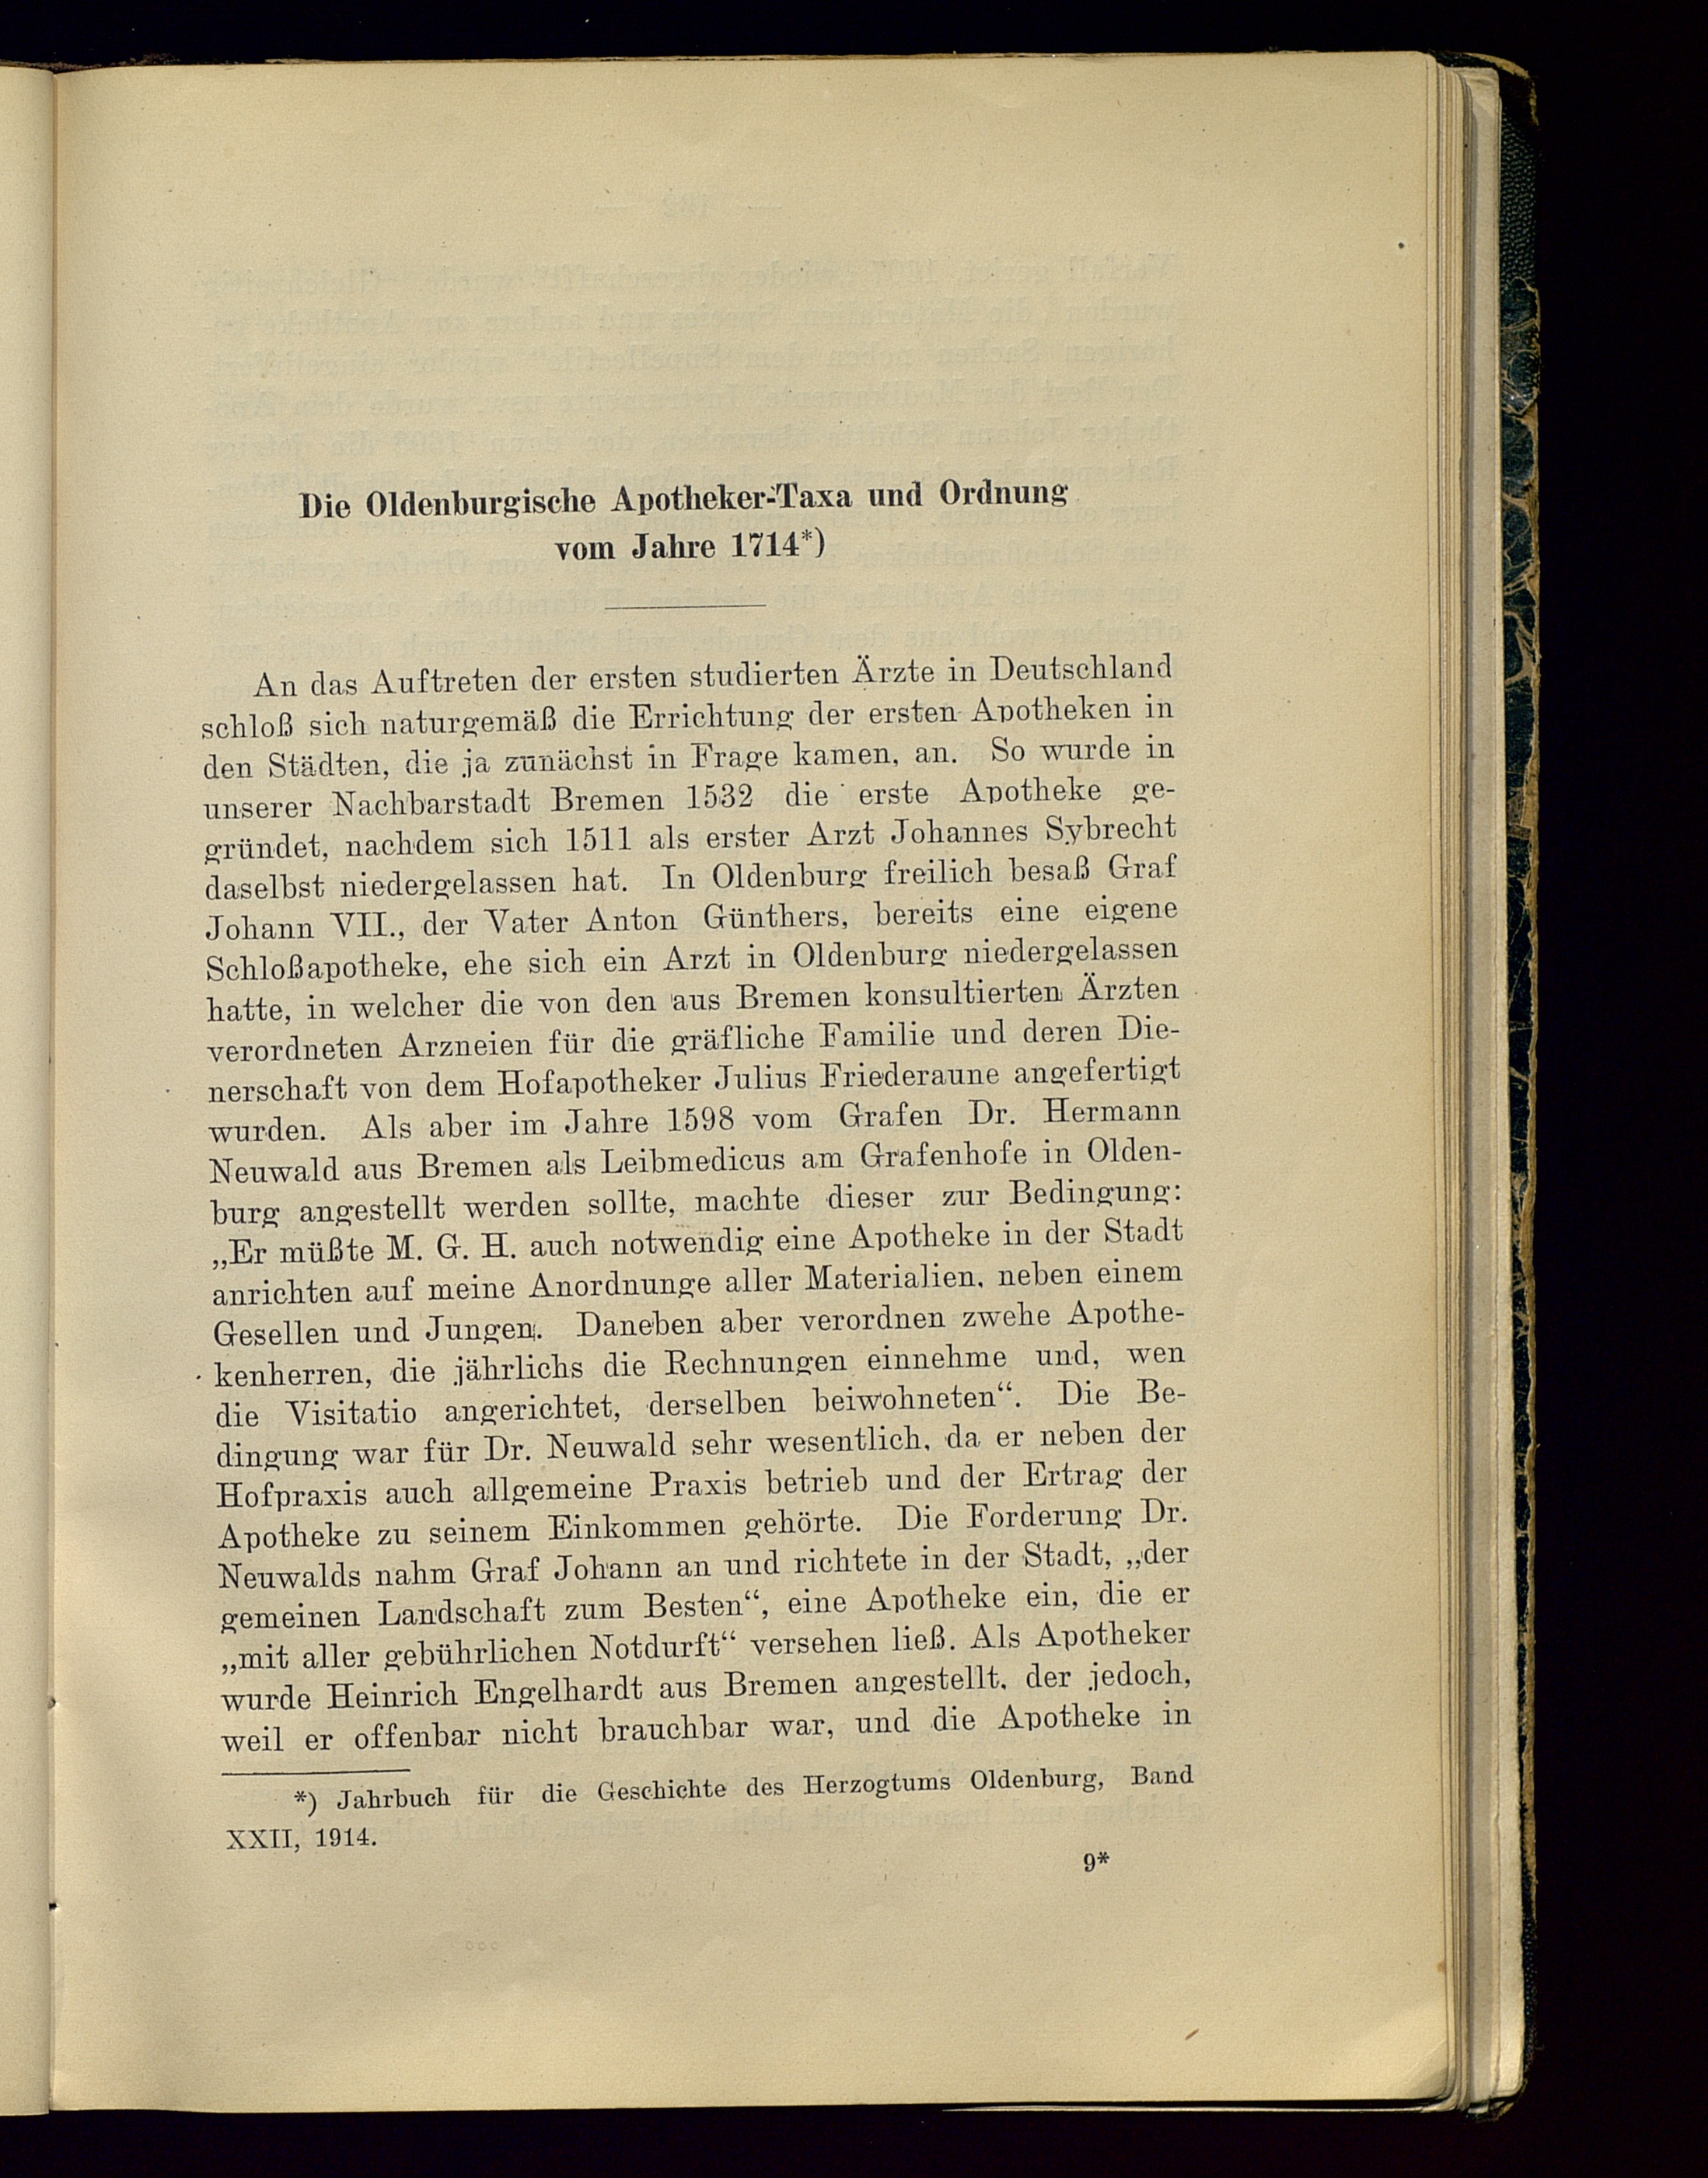 Die Oldenburgische Apotheker-Taxa und Ordnung
vom Jahre 1714*)
An das Auftreten der ersten studierten Ärzte in Deutschland
schloß sich naturgemäß die Errichtung der ersten Apotheken in
den Städten, die ja zunächst in Frage kamen, an. So wurde in
unserer Nachbarstadt Bremen 1532 die erste Apotheke ge-
gründet, nachdem sich 1511 als erster Arzt Johannes Sybrecht
daselbst niedergelassen hat. In Oldenburg freilich besaß Graf
Johann VII., der Vater Anton Günthers, bereits eine eigene
Schloßapotheke, ehe sich ein Arzt in Oldenburg niedergelassen
hatte, in welcher die von den aus Bremen konsultierten Ärzten
verordneten Arzneien für die gräfliche Familie und deren Die-
nerschaft von dem Hofapotheker Julius Friederaune angefertigt
wurden. Als aber im Jahre 1598 vom Grafen Dr. Hermann
Neuwald aus Bremen als Leibmedicus am Grafenhofe in Olden-
burg angestellt werden sollte, machte dieser zur Bedingung:
„Er müßte M. G. H. auch notwendig eine Apotheke in der Stadt
anrichten auf meine Anordnunge aller Materialien, neben einem
Gesellen und Jungen. Daneben aber verordnen zwehe Apothe-
kenherren, die jährlichs die Rechnungen einnehme und, wen
die Visitatio angerichtet, derselben beiwohneten“. Die Be-
dingung war für Dr. Neuwald sehr wesentlich, da er neben der
Hofpraxis auch allgemeine Praxis betrieb und der Ertrag der
Apotheke zu seinem Einkommen gehörte. Die Forderung Dr.
Neuwalds nahm Graf Johann an und richtete in der Stadt, „der
gemeinen Landschaft zum Besten“, eine Apotheke ein, die er
„mit aller gebührlichen Notdurft“ versehen ließ. Als Apotheker
wurde Heinrich Engelhardt aus Bremen angestellt, der jedoch,
weil er offenbar nicht brauchbar war, und die Apotheke in
*) Jahrbuch für die Geschichte des Herzogtums Oldenburg, Band
XXII, 1914.
9*